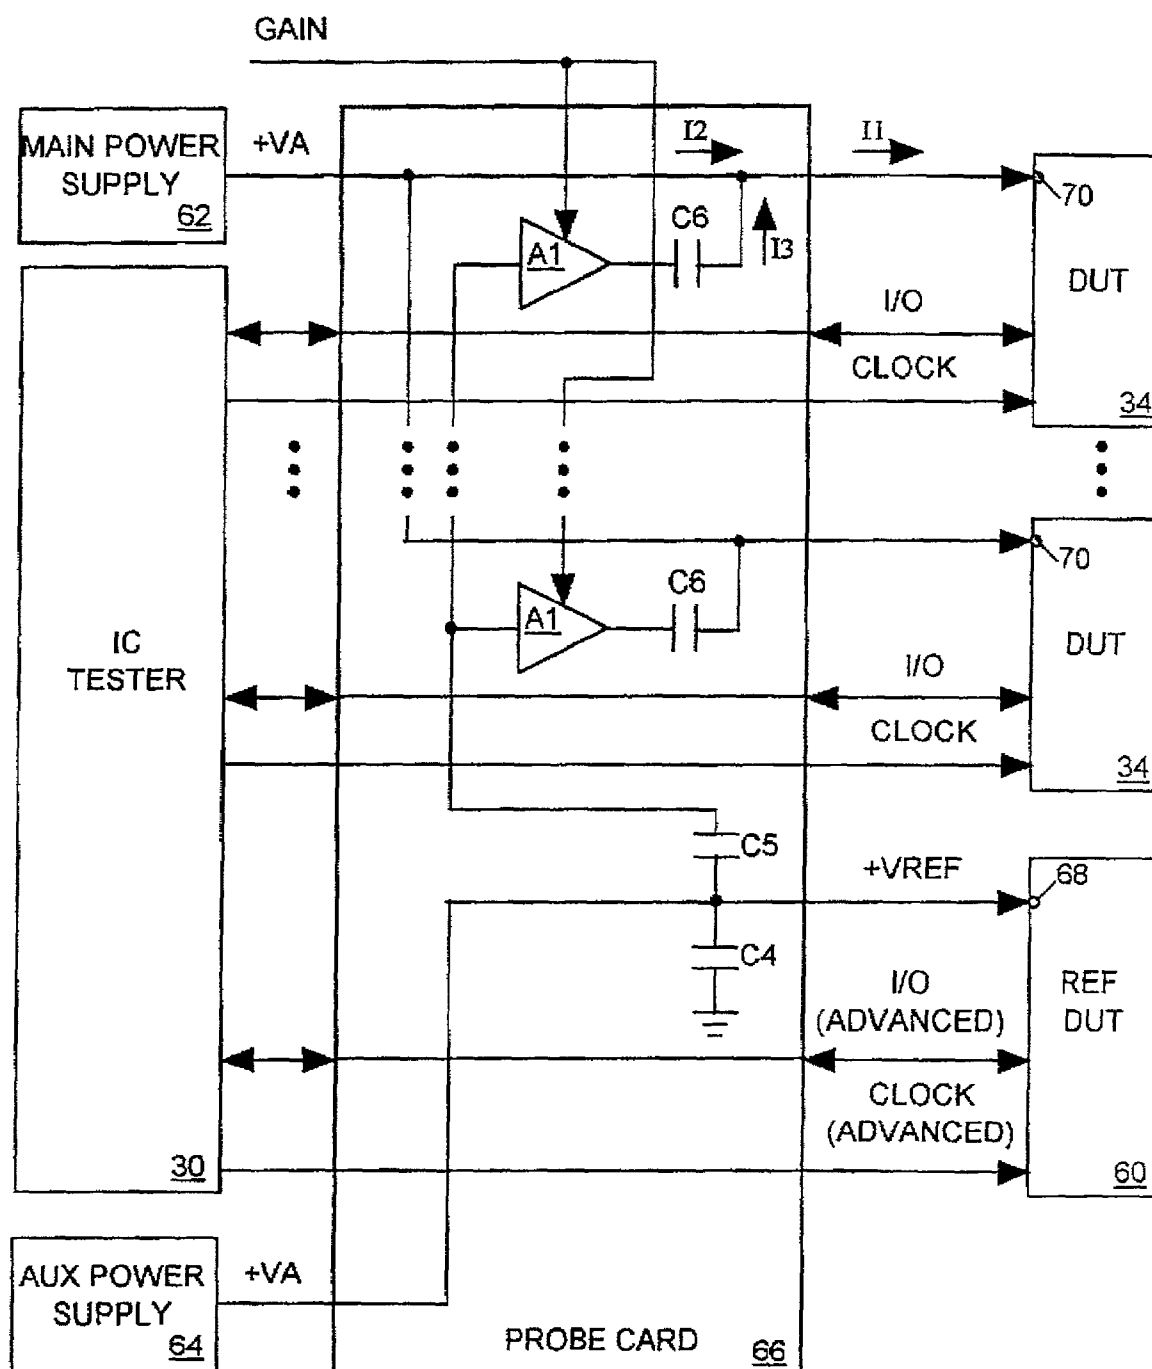 GAIN
MAIN POWER
SUPPLY
62
+VA
I2
I1
70
A1
C6
I3
DUT
I/O
CLOCK
34
70
A1
C6
DUT
IC
TESTER
I/O
CLOCK
34
C5
+VREF
68
C4
I/O
(ADVANCED)
REF
DUT
CLOCK
(ADVANCED)
30
60
AUX POWER
SUPPLY
64
+VA
PROBE CARD
66